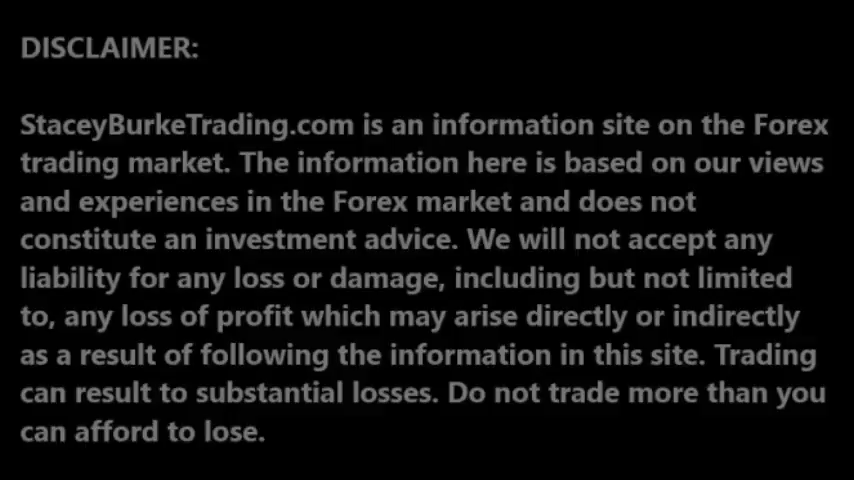 DISCLAIMER:
StaceyBurkeTrading.com is an information site on the Forex
trading market. The information here is based on our views
and experiences in the Forex market and does not
constitute an investment advice. We will not accept any
liability for any loss or damage, including but not limited
to, any loss of profit which may arise directly or indirectly
as a result of following the information in this site. Trading
can result to substantial losses. Do not trade more than you
can afford to lose.